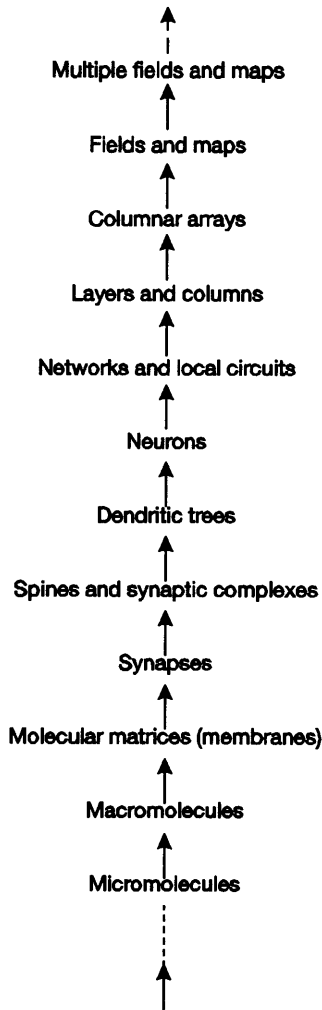 Multiple fields and maps
Fields and maps
Columnar arrays
Layers and columns
Networks and local circuits
Neurons
Dendritic trees
Spines and synaptic complexes
Synapses
Molecular matrices (membranes)
Macromolecules
Micromolecules